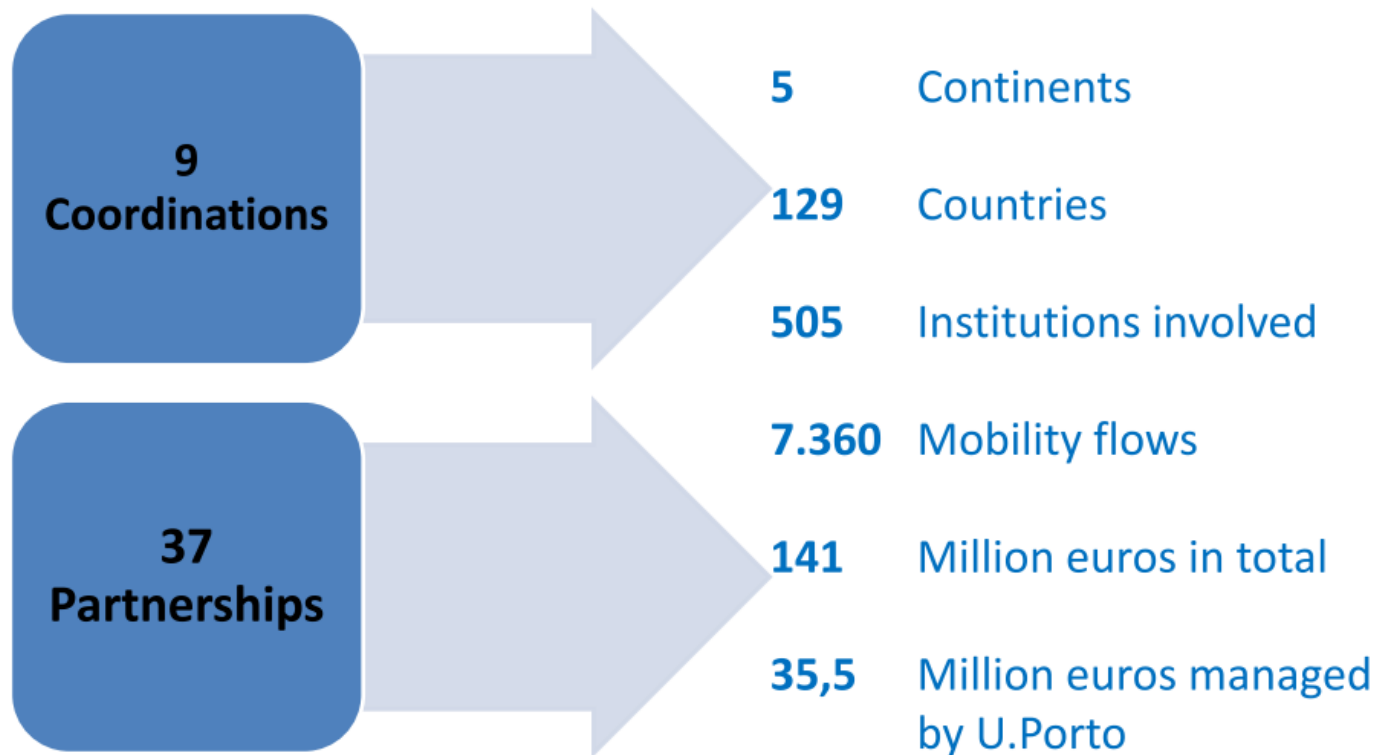 9
Coordinations
37
Partnerships
5 Continents
129 Countries
505 Institutions involved
7.360 Mobility flows
141 Million euros in total
35,5 Million euros managed
by U.Porto